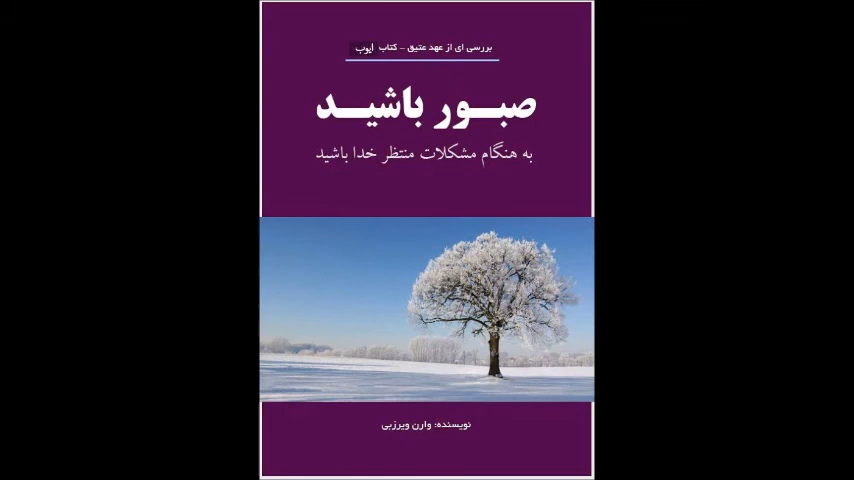 بررسی ای از عهد عتیق - کتاب ایوب
صبور باشید
به هنگام مشکلات منتظر خدا باشید
نویسنده: وارن ویرزبی